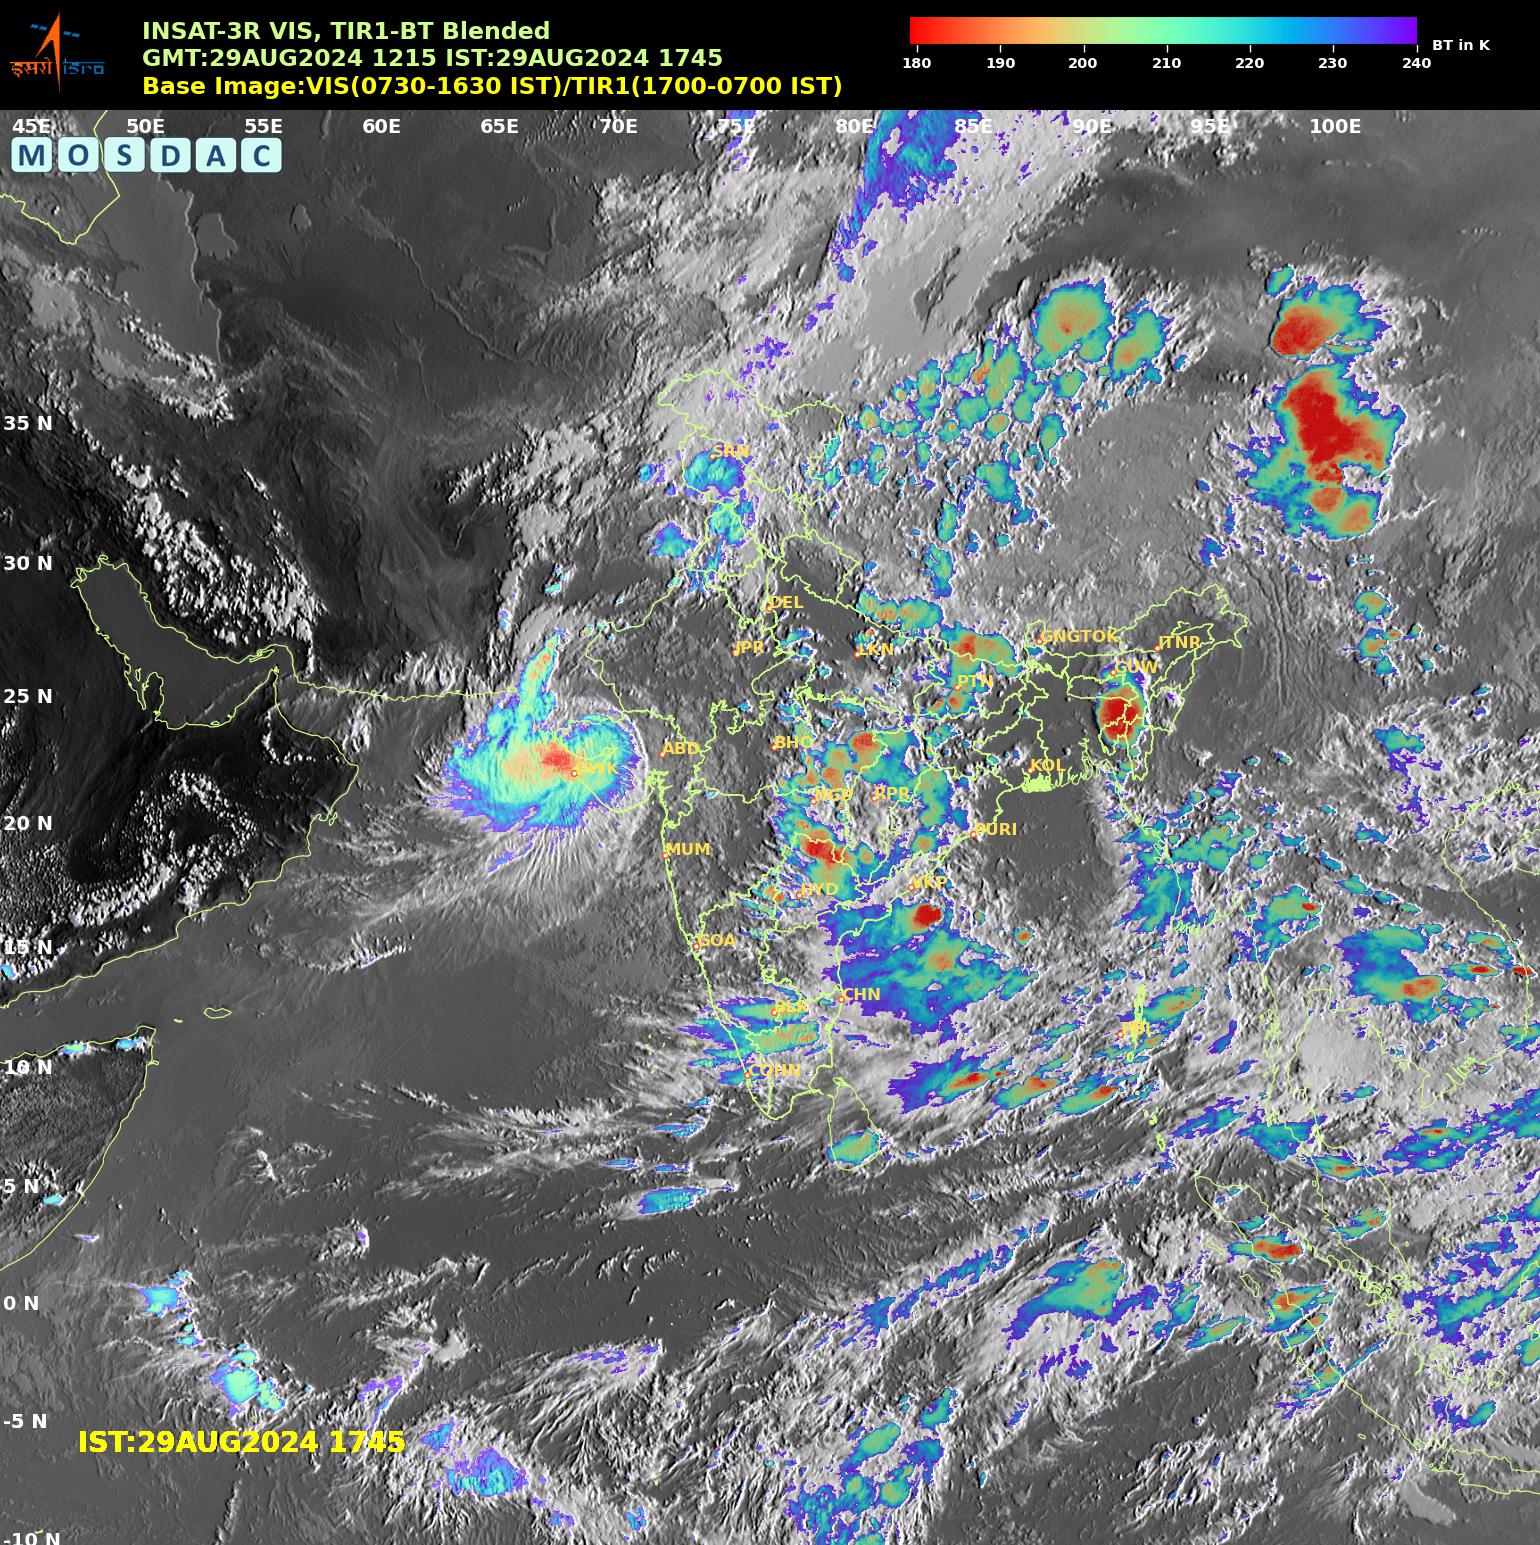 INSAT-3R VIS, TIR1-BT Blended
GMT:29AUG2024 1215 IST:29AUG2024 1745
Base Image:VIS(0730-1630 IST)/TIR1(1700-0700 IST)
180 190 200 210 220 230 240 BT in K
इसरो isro
45E 50E 55E 60E 65E 70E 75E 80E 85E 90E 95E 100E
M O S D A C
35 N
SRN
30 N
DEL
GNGTOK
JPR
LKN
ITNR
GUW
PTN
25 N
BHO
ABD
DWK
KOL
NGP
RPR
20 N
PURI
MUM
HYD
VKP
15 N
GOA
CHN
BLR
PBL
10 N
COHN
5 N
0 N
-5 N
IST:29AUG2024 1745
-10 N